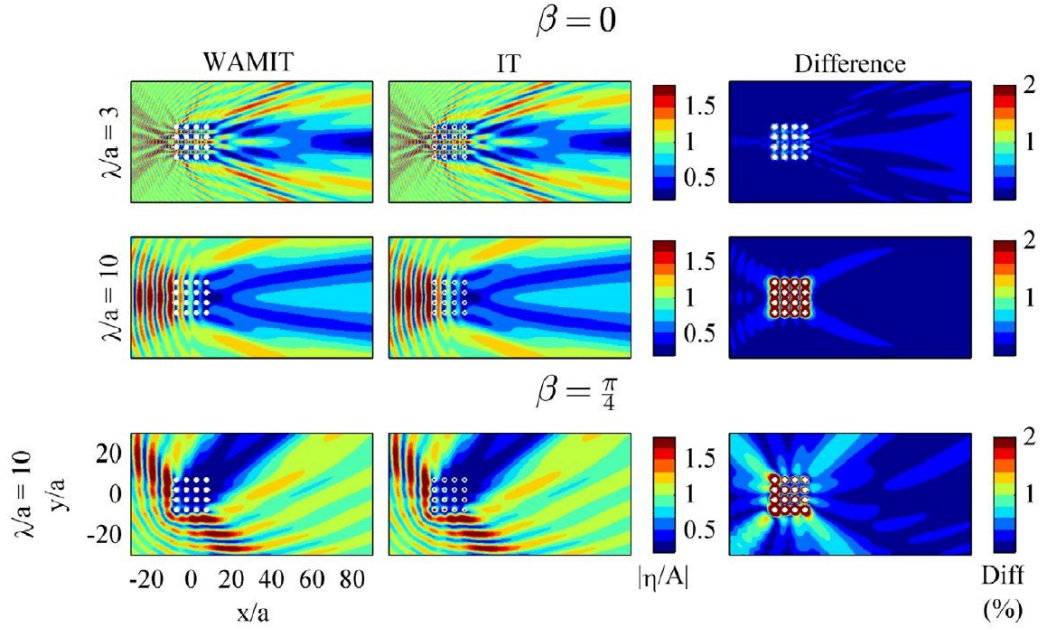 β = 0
WAMIT IT Difference
λ/a = 3
1.5
1
0.5
2
1
λ/a = 10
1.5
1
0.5
2
1
β = π/4
λ/a = 10
y/a
20
0
-20
1.5
1
0.5
2
1
-20 0 20 40 60 80
x/a
|η/A|
Diff
(%)